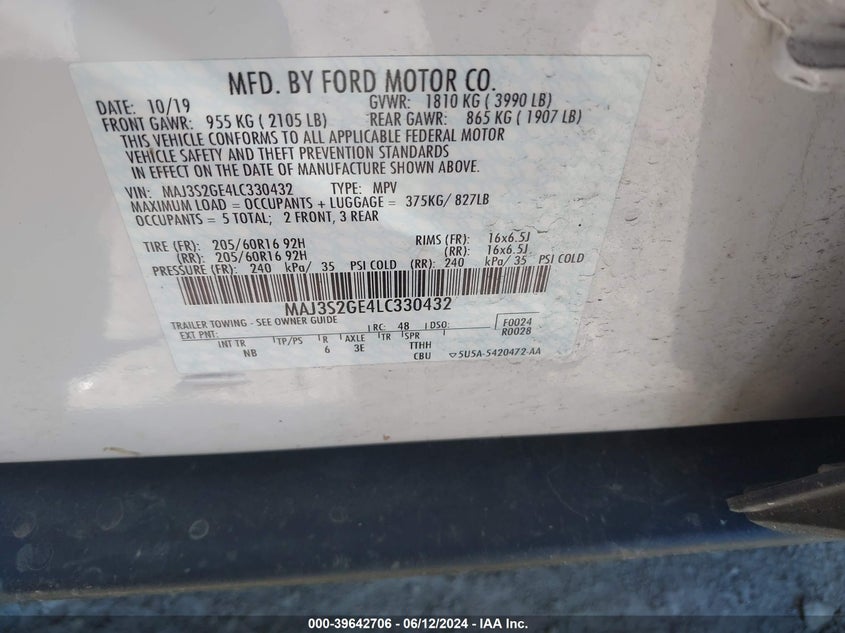 MFD. BY FORD MOTOR CO.
DATE: 10/19 GVWR: 1810 KG ( 3990 LB)
FRONT GAWR: 955 KG ( 2105 LB) REAR GAWR: 865 KG ( 1907 LB)
THIS VEHICLE CONFORMS TO ALL APPLICABLE FEDERAL MOTOR
VEHICLE SAFETY AND THEFT PREVENTION STANDARDS
IN EFFECT ON THE DATE OF MANUFACTURE SHOWN ABOVE.
VIN: MAJ3S2GE4LC330432 TYPE: MPV
MAXIMUM LOAD = OCCUPANTS + LUGGAGE = 375KG/ 827LB
OCCUPANTS = 5 TOTAL; 2 FRONT, 3 REAR
TIRE (FR): 205/60R16 92H RIMS (FR): 16x6.5J
(RR): 205/60R16 92H (RR): 16x6.5J
PRESSURE (FR): 240 kPa/ 35 PSI COLD (RR): 240 kPa/ 35 PSI COLD
MAJ3S2GE4LC330432
TRAILER TOWING - SEE OWNER GUIDE
EXT PNT: RC: 48 DSO: F0024
R0028
INT TR TP/PS R AXLE TR SPR
NB 6 3E TTHH
CBU ▽5U5A-5420472-AA
000-39642706 - 06/12/2024 - IAA Inc.